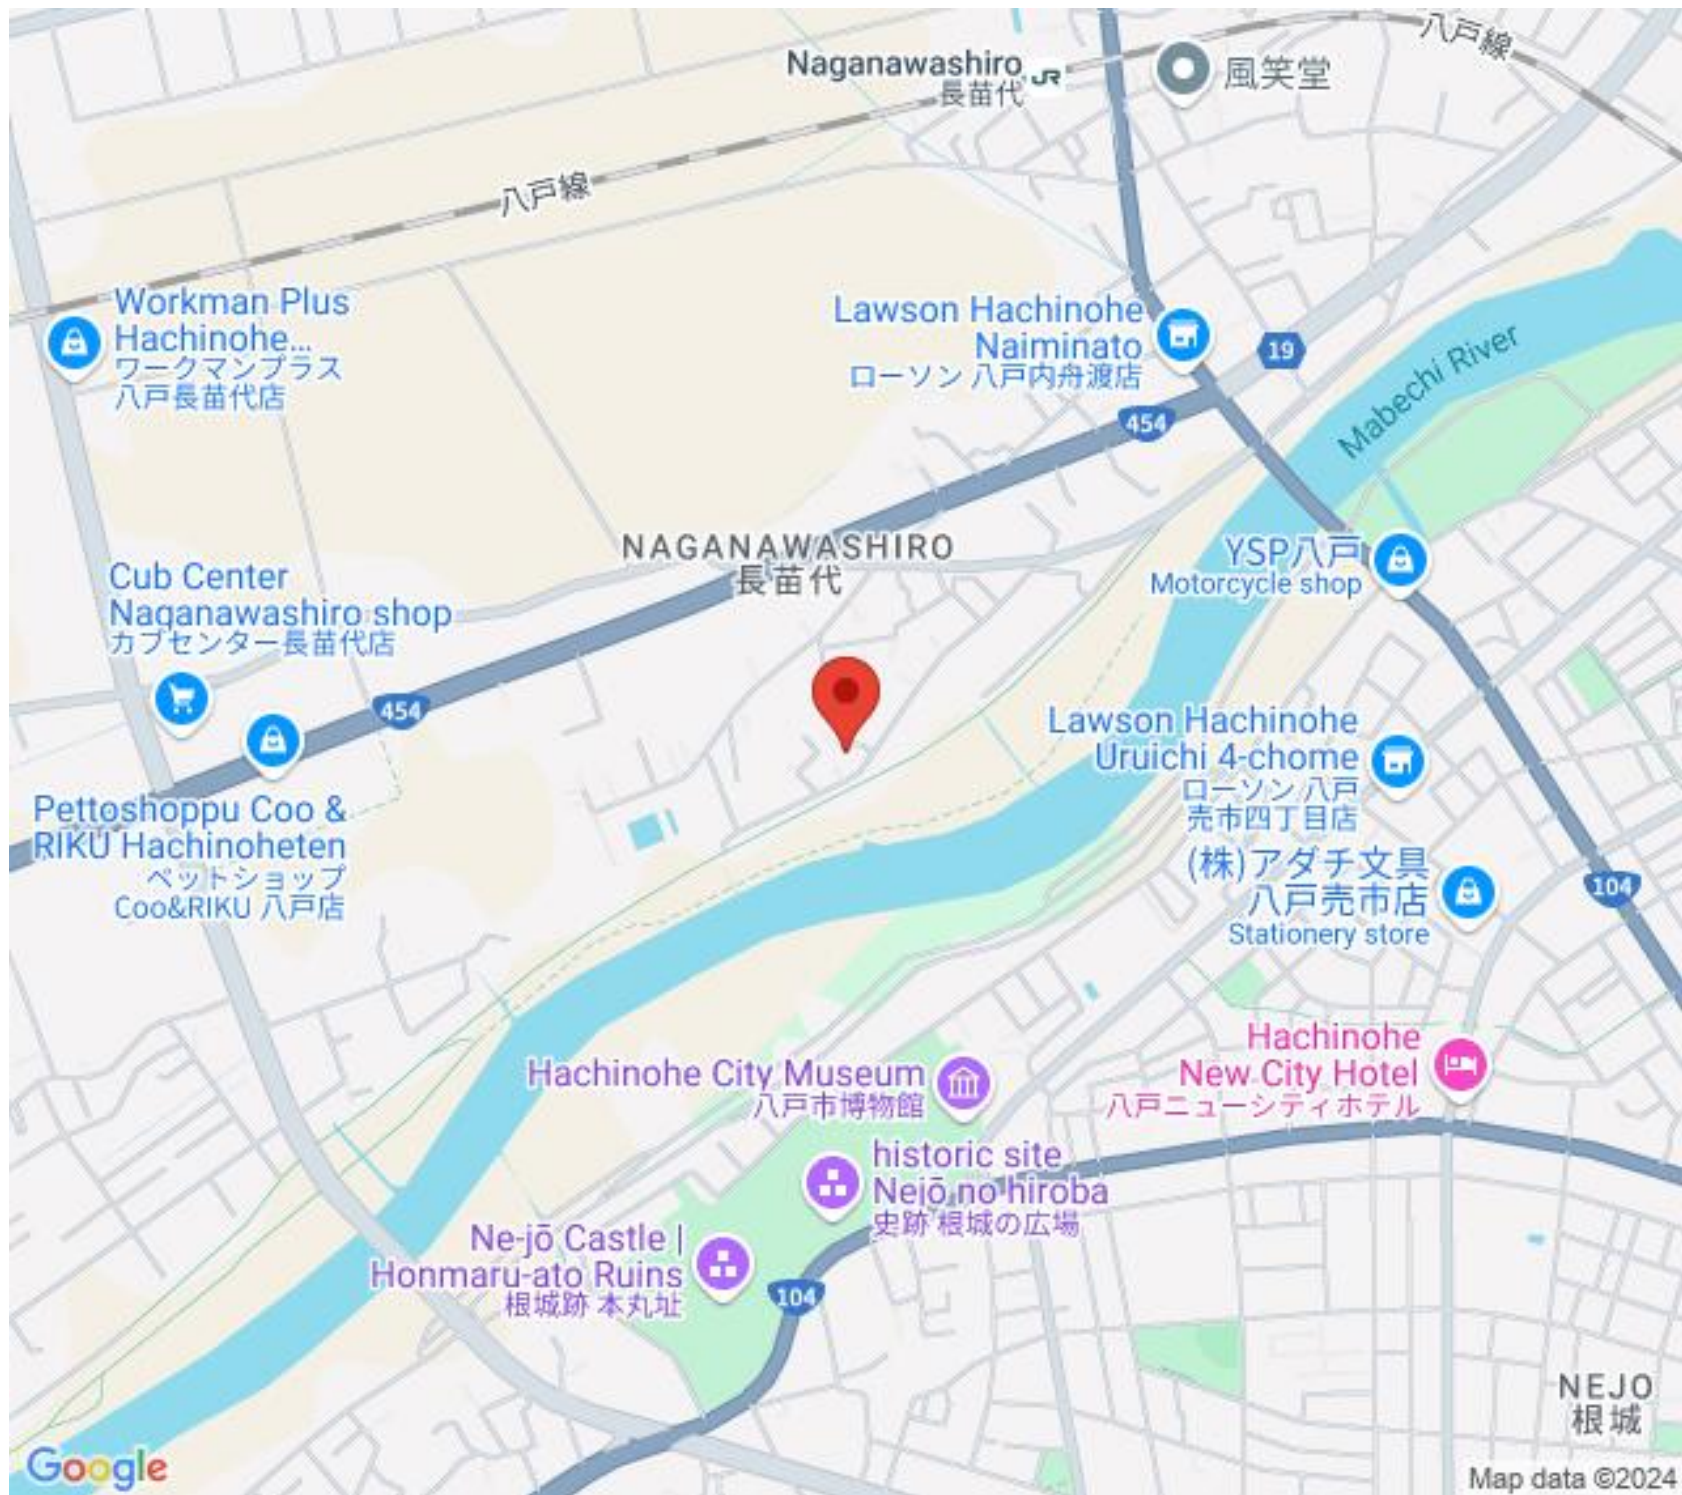 八戸線
Naganawashiro
長苗代
JR
風笑堂
八戸線
Workman Plus
Hachinohe...
ワークマンプラス
八戸長苗代店
Lawson Hachinohe
Naiminato
ローソン 八戸内舟渡店
19
454
Mabechi River
NAGANAWASHIRO
長苗代
YSP八戸
Motorcycle shop
Cub Center
Naganawashiro shop
カブセンター長苗代店
454
Lawson Hachinohe
Uruichi 4-chome
ローソン 八戸
売市四丁目店
Pettoshoppu Coo &
RIKU Hachinoheten
ペットショップ
Coo&RIKU 八戸店
(株)アダチ文具
八戸売市店
Stationery store
104
Hachinohe City Museum
八戸市博物館
Hachinohe
New City Hotel
八戸ニューシティホテル
historic site
Nejō no hiroba
史跡 根城の広場
Ne-jō Castle |
Honmaru-ato Ruins
根城跡 本丸址
104
NEJO
根城
Google
Map data ©2024